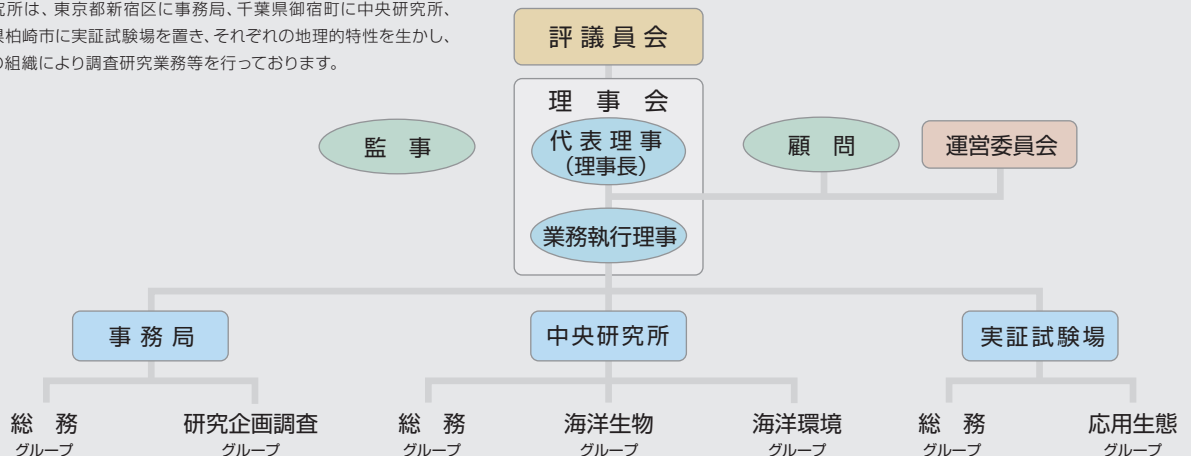 究所は、東京都新宿区に事務局、千葉県御宿町に中央研究所、
県柏崎市に実証試験場を置き、それぞれの地理的特性を生かし、
の組織により調査研究業務等を行っております。
評議員会
理事会
監事
代表理事
（理事長）
顧問
運営委員会
業務執行理事
事務局
中央研究所
実証試験場
総務
グループ
研究企画調査
グループ
総務
グループ
海洋生物
グループ
海洋環境
グループ
総務
グループ
応用生態
グループ